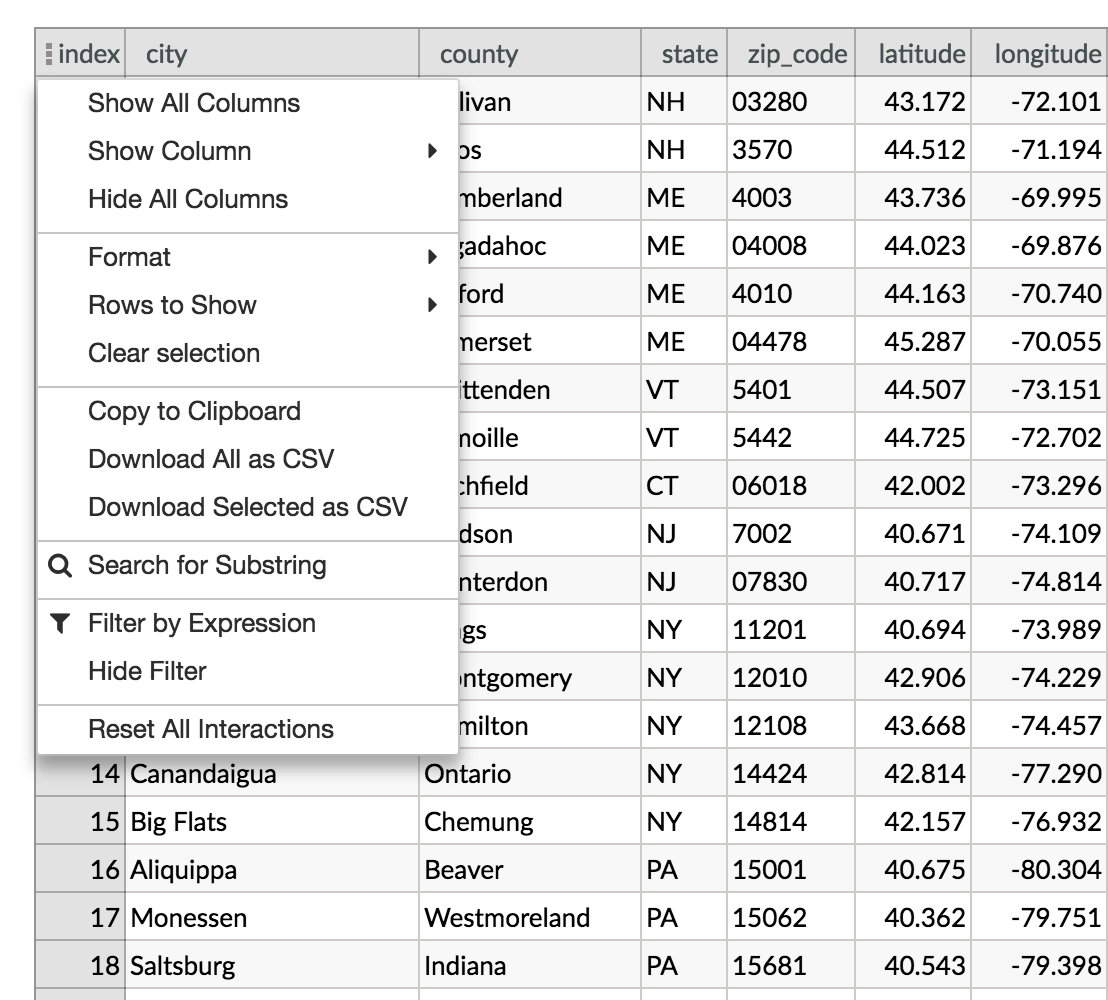 index city county state zip_code latitude longitude
Show All Columns llivan NH 03280 43.172 -72.101
Show Column os NH 3570 44.512 -71.194
Hide All Columns mberland ME 4003 43.736 -69.995
gadahoc ME 04008 44.023 -69.876
Format
ford ME 4010 44.163 -70.740
Rows to Show
merset ME 04478 45.287 -70.055
Clear selection
ittenden VT 5401 44.507 -73.151
Copy to Clipboard
moille VT 5442 44.725 -72.702
Download All as CSV
chfield CT 06018 42.002 -73.296
Download Selected as CSV
dson NJ 7002 40.671 -74.109
Search for Substring
nterdon NJ 07830 40.717 -74.814
Filter by Expression
gs NY 11201 40.694 -73.989
Hide Filter
ontgomery NY 12010 42.906 -74.229
Reset All Interactions
milton NY 12108 43.668 -74.457
14 Canandaigua Ontario NY 14424 42.814 -77.290
15 Big Flats Chemung NY 14814 42.157 -76.932
16 Aliquippa Beaver PA 15001 40.675 -80.304
17 Monessen Westmoreland PA 15062 40.362 -79.751
18 Saltsburg Indiana PA 15681 40.543 -79.398